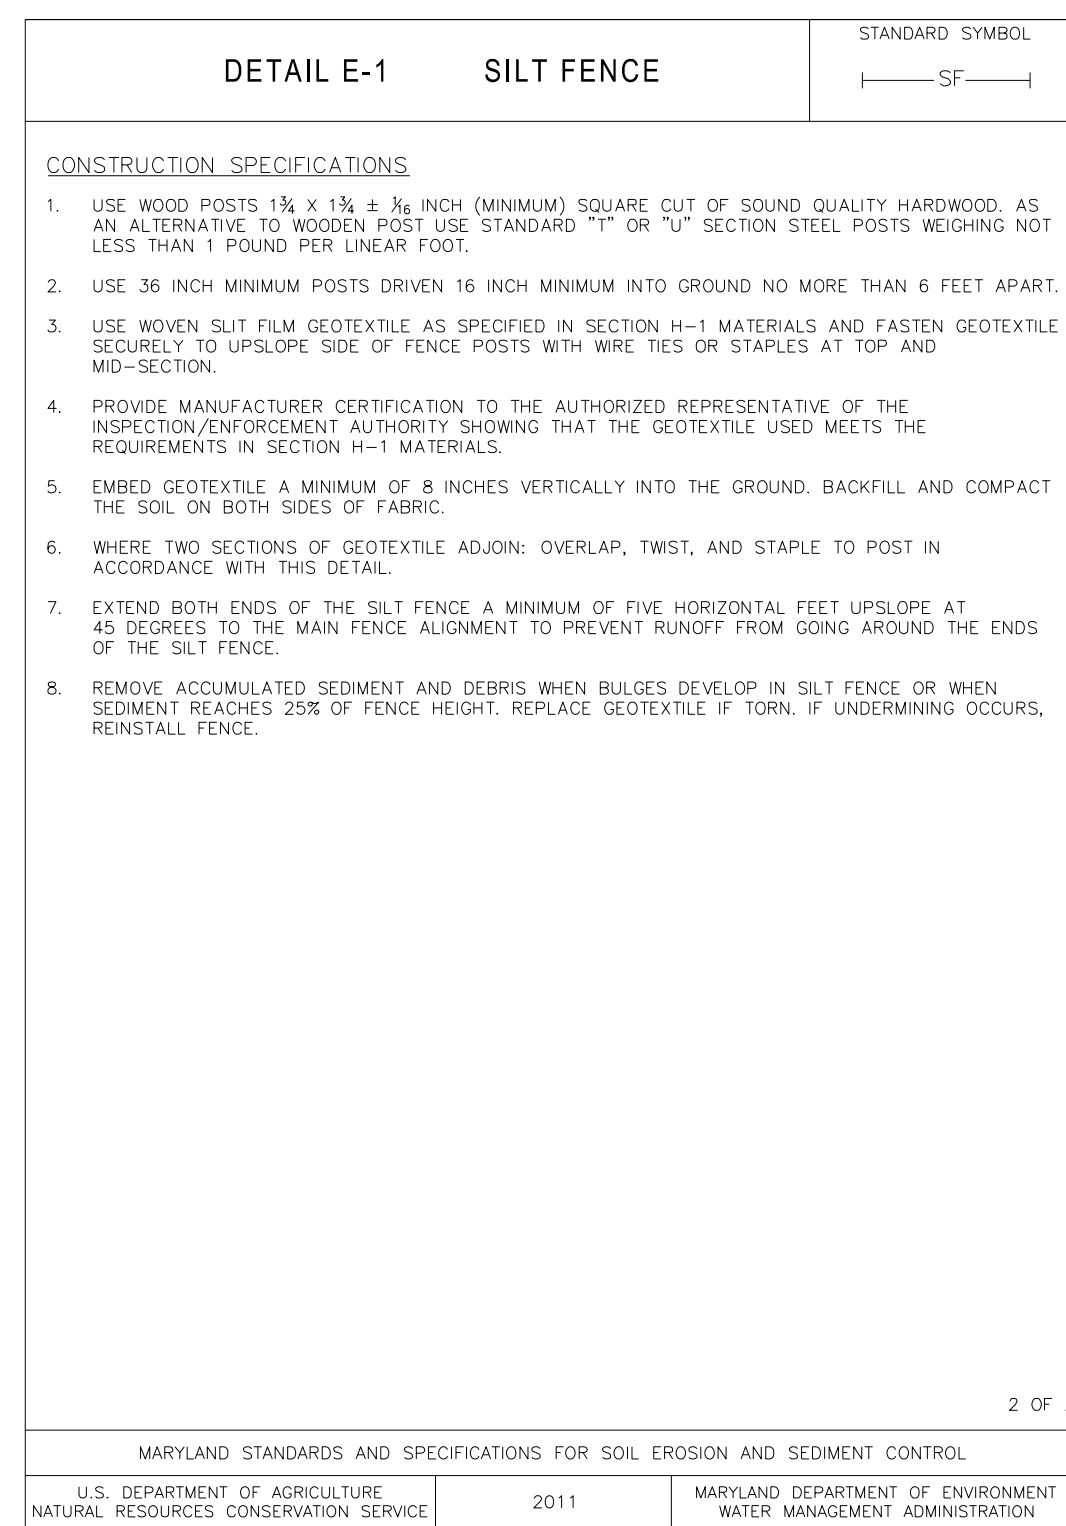 DETAIL E-1 SILT FENCE
STANDARD SYMBOL
SF
CONSTRUCTION SPECIFICATIONS
1. USE WOOD POSTS 1¾ X 1¾ ± 1/16 INCH (MINIMUM) SQUARE CUT OF SOUND QUALITY HARDWOOD. AS
AN ALTERNATIVE TO WOODEN POST USE STANDARD "T" OR "U" SECTION STEEL POSTS WEIGHING NOT
LESS THAN 1 POUND PER LINEAR FOOT.
2. USE 36 INCH MINIMUM POSTS DRIVEN 16 INCH MINIMUM INTO GROUND NO MORE THAN 6 FEET APART.
3. USE WOVEN SLIT FILM GEOTEXTILE AS SPECIFIED IN SECTION H-1 MATERIALS AND FASTEN GEOTEXTILE
SECURELY TO UPSLOPE SIDE OF FENCE POSTS WITH WIRE TIES OR STAPLES AT TOP AND
MID-SECTION.
4. PROVIDE MANUFACTURER CERTIFICATION TO THE AUTHORIZED REPRESENTATIVE OF THE
INSPECTION/ENFORCEMENT AUTHORITY SHOWING THAT THE GEOTEXTILE USED MEETS THE
REQUIREMENTS IN SECTION H-1 MATERIALS.
5. EMBED GEOTEXTILE A MINIMUM OF 8 INCHES VERTICALLY INTO THE GROUND. BACKFILL AND COMPACT
THE SOIL ON BOTH SIDES OF FABRIC.
6. WHERE TWO SECTIONS OF GEOTEXTILE ADJOIN: OVERLAP, TWIST, AND STAPLE TO POST IN
ACCORDANCE WITH THIS DETAIL.
7. EXTEND BOTH ENDS OF THE SILT FENCE A MINIMUM OF FIVE HORIZONTAL FEET UPSLOPE AT
45 DEGREES TO THE MAIN FENCE ALIGNMENT TO PREVENT RUNOFF FROM GOING AROUND THE ENDS
OF THE SILT FENCE.
8. REMOVE ACCUMULATED SEDIMENT AND DEBRIS WHEN BULGES DEVELOP IN SILT FENCE OR WHEN
SEDIMENT REACHES 25% OF FENCE HEIGHT. REPLACE GEOTEXTILE IF TORN. IF UNDERMINING OCCURS,
REINSTALL FENCE.
2 OF
MARYLAND STANDARDS AND SPECIFICATIONS FOR SOIL EROSION AND SEDIMENT CONTROL
U.S. DEPARTMENT OF AGRICULTURE
NATURAL RESOURCES CONSERVATION SERVICE
2011
MARYLAND DEPARTMENT OF ENVIRONMENT
WATER MANAGEMENT ADMINISTRATION